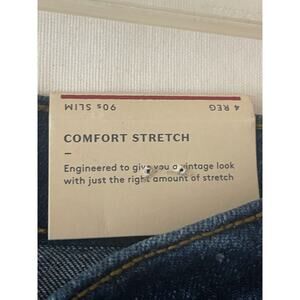 90s SLIM 4 REG
COMFORT STRETCH
Engineered to give you a vintage look
with just the right amount of stretch